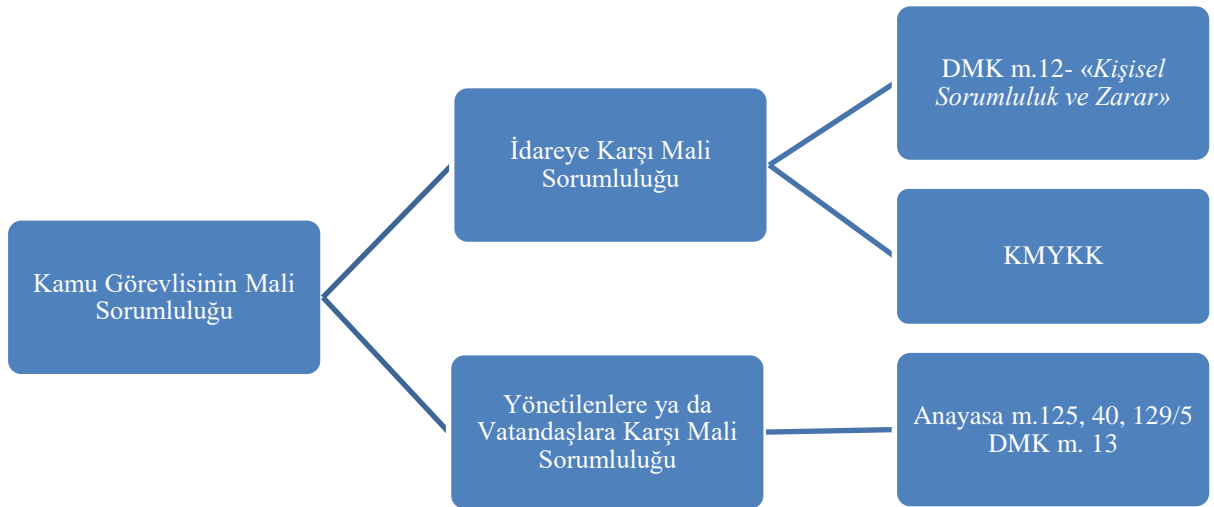 Kamu Görevlisinin Mali
Sorumluluğu
İdareye Karşı Mali
Sorumluluğu
DMK m.12- «Kişisel
Sorumluluk ve Zarar»
KMYKK
Yönetilenlere ya da
Vatandaşlara Karşı Mali
Sorumluluğu
Anayasa m.125, 40, 129/5
DMK m. 13